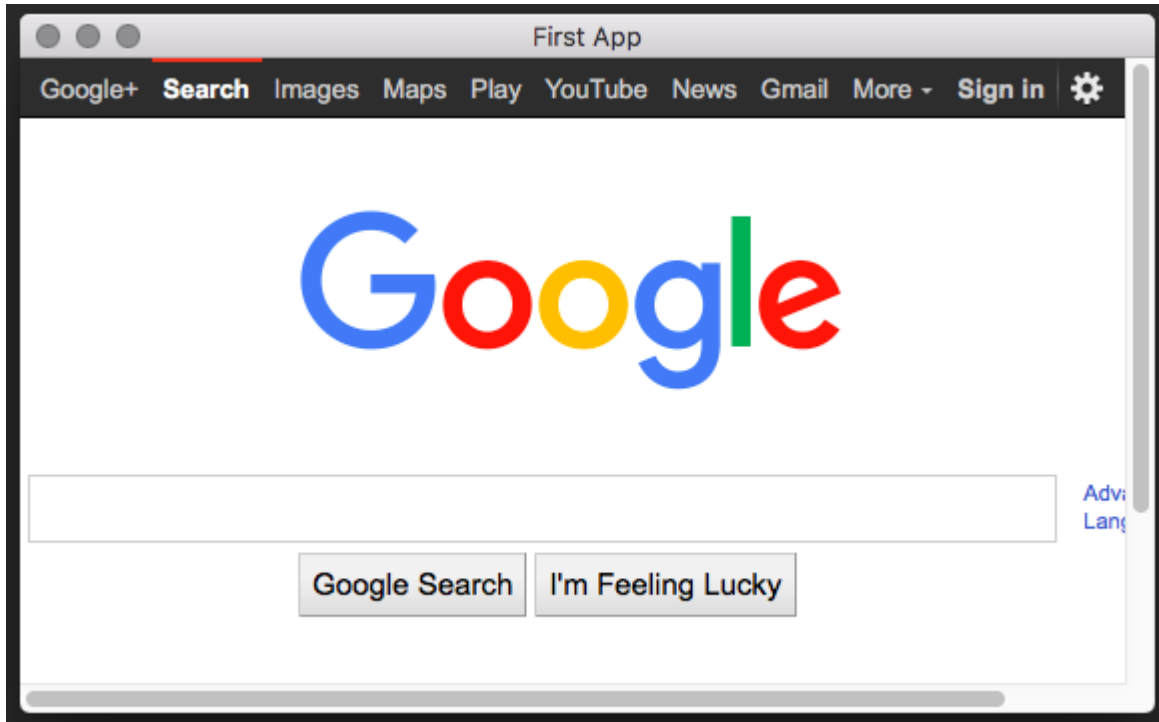 First App
Google+ Search Images Maps Play YouTube News Gmail More Sign in
Google
Google Search I'm Feeling Lucky